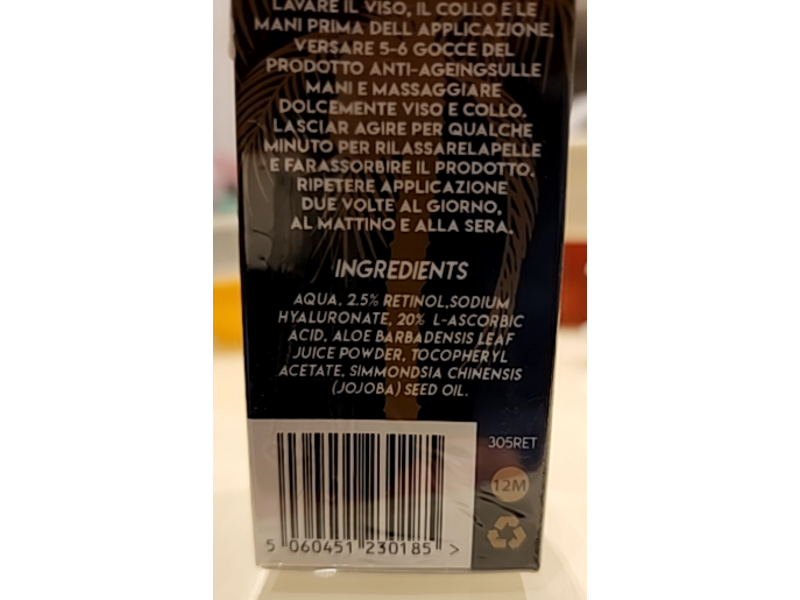 LAVARE IL VISO, IL COLLO E LE
MANI PRIMA DELL APPLICAZIONE.
VERSARE 5-6 GOCCE DEL
PRODOTTO ANTI-AGEINGSULLE
MANI E MASSAGGIARE
DOLCEMENTE VISO E COLLO.
LASCIAR AGIRE PER QUALCHE
MINUTO PER RILASSARELAPELLE
E FARASSORBIRE IL PRODOTTO.
RIPETERE APPLICAZIONE
DUE VOLTE AL GIORNO,
AL MATTINO E ALLA SERA.
INGREDIENTS
AQUA, 2.5% RETINOL,SODIUM
HYALURONATE, 20% L-ASCORBIC
ACID, ALOE BARBADENSIS LEAF
JUICE POWDER, TOCOPHERYL
ACETATE, SIMMONDSIA CHINENSIS
(JOJOBA) SEED OIL.
305RET
12M
5 060451 230185 >